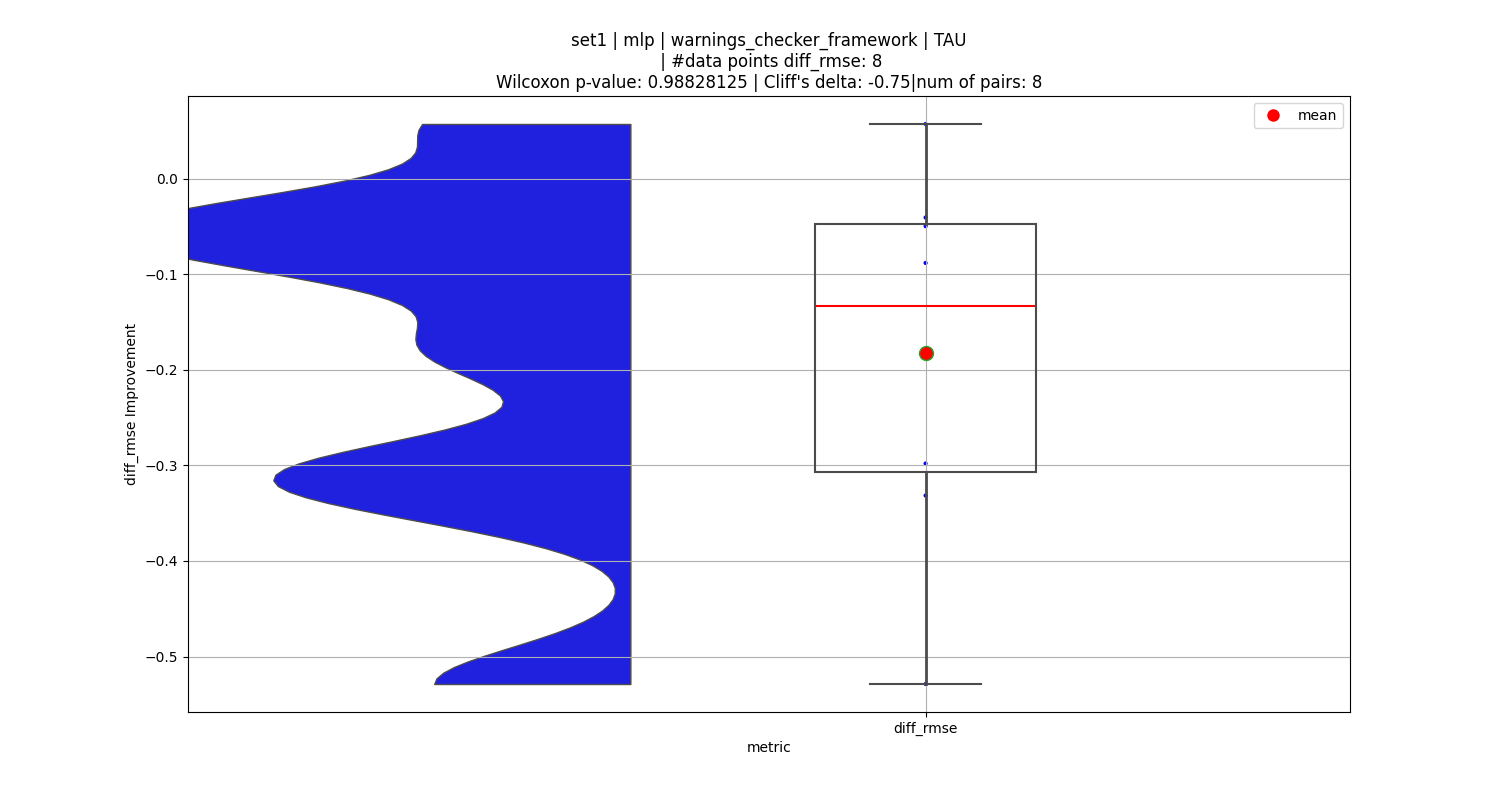 set1 | mlp | warnings_checker_framework | TAU
| #data points diff_rmse: 8
Wilcoxon p-value: 0.98828125 | Cliff's delta: -0.75|num of pairs: 8
mean
0.0
−0.1
−0.2
−0.3
−0.4
−0.5
diff_rmse Improvement
diff_rmse
metric